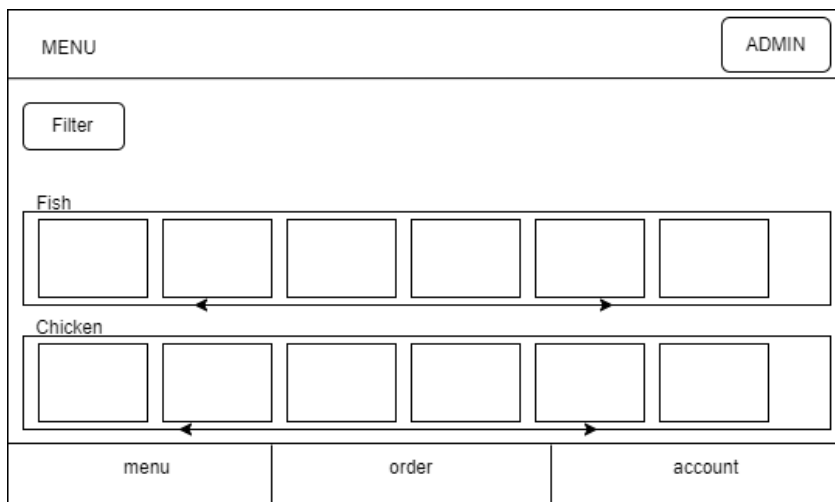 MENU
ADMIN
Filter
Fish
Chicken
menu
order
account